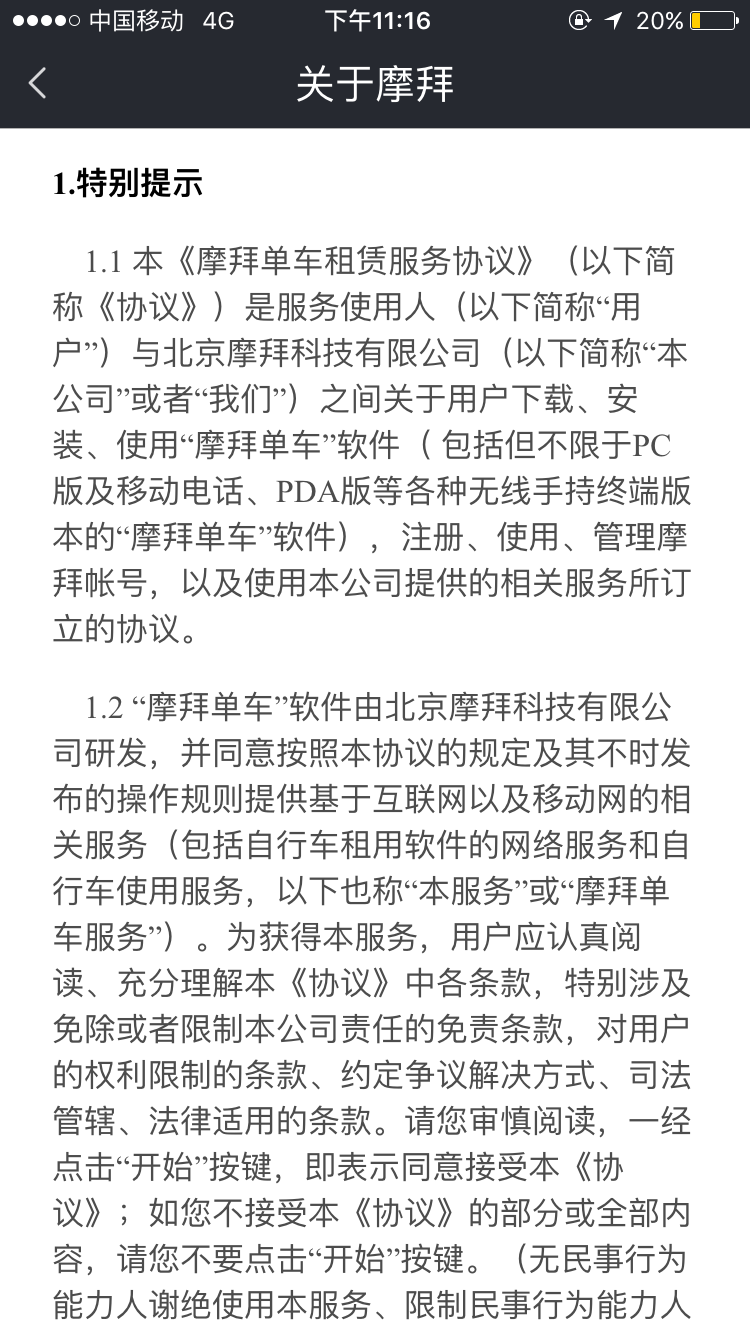 中国移动 4G 下午11:16 20%
关于摩拜
1.特别提示
1.1 本《摩拜单车租赁服务协议》（以下简
称《协议》）是服务使用人（以下简称“用
户”）与北京摩拜科技有限公司（以下简称“本
公司”或者“我们”）之间关于用户下载、安
装、使用“摩拜单车”软件（ 包括但不限于PC
版及移动电话、PDA版等各种无线手持终端版
本的“摩拜单车”软件），注册、使用、管理摩
拜帐号，以及使用本公司提供的相关服务所订
立的协议。
1.2 “摩拜单车”软件由北京摩拜科技有限公
司研发，并同意按照本协议的规定及其不时发
布的操作规则提供基于互联网以及移动网的相
关服务（包括自行车租用软件的网络服务和自
行车使用服务，以下也称“本服务”或“摩拜单
车服务”）。为获得本服务，用户应认真阅
读、充分理解本《协议》中各条款，特别涉及
免除或者限制本公司责任的免责条款，对用户
的权利限制的条款、约定争议解决方式、司法
管辖、法律适用的条款。请您审慎阅读，一经
点击“开始”按键，即表示同意接受本《协
议》；如您不接受本《协议》的部分或全部内
容，请您不要点击“开始”按键。（无民事行为
能力人谢绝使用本服务、限制民事行为能力人